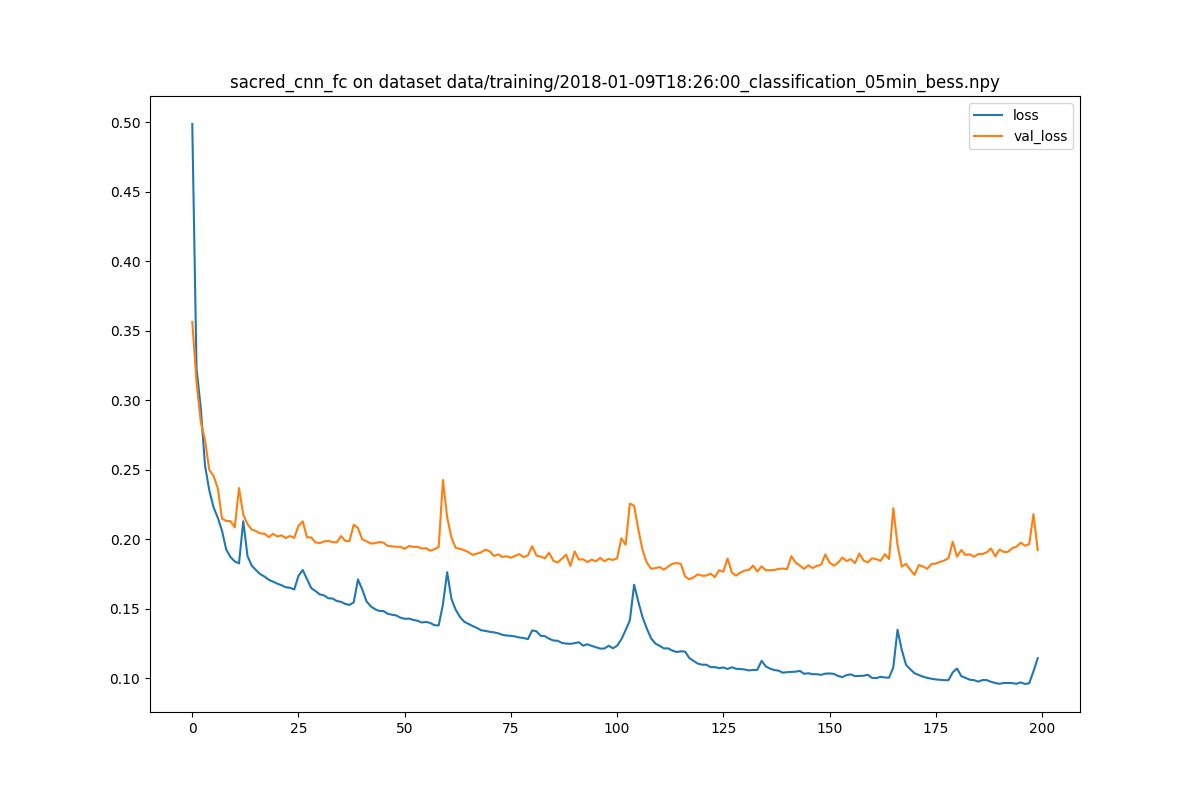 sacred_cnn_fc on dataset data/training/2018-01-09T18:26:00_classification_05min_bess.npy
loss
val_loss
0.50
0.45
0.40
0.35
0.30
0.25
0.20
0.15
0.10
0 25 50 75 100 125 150 175 200